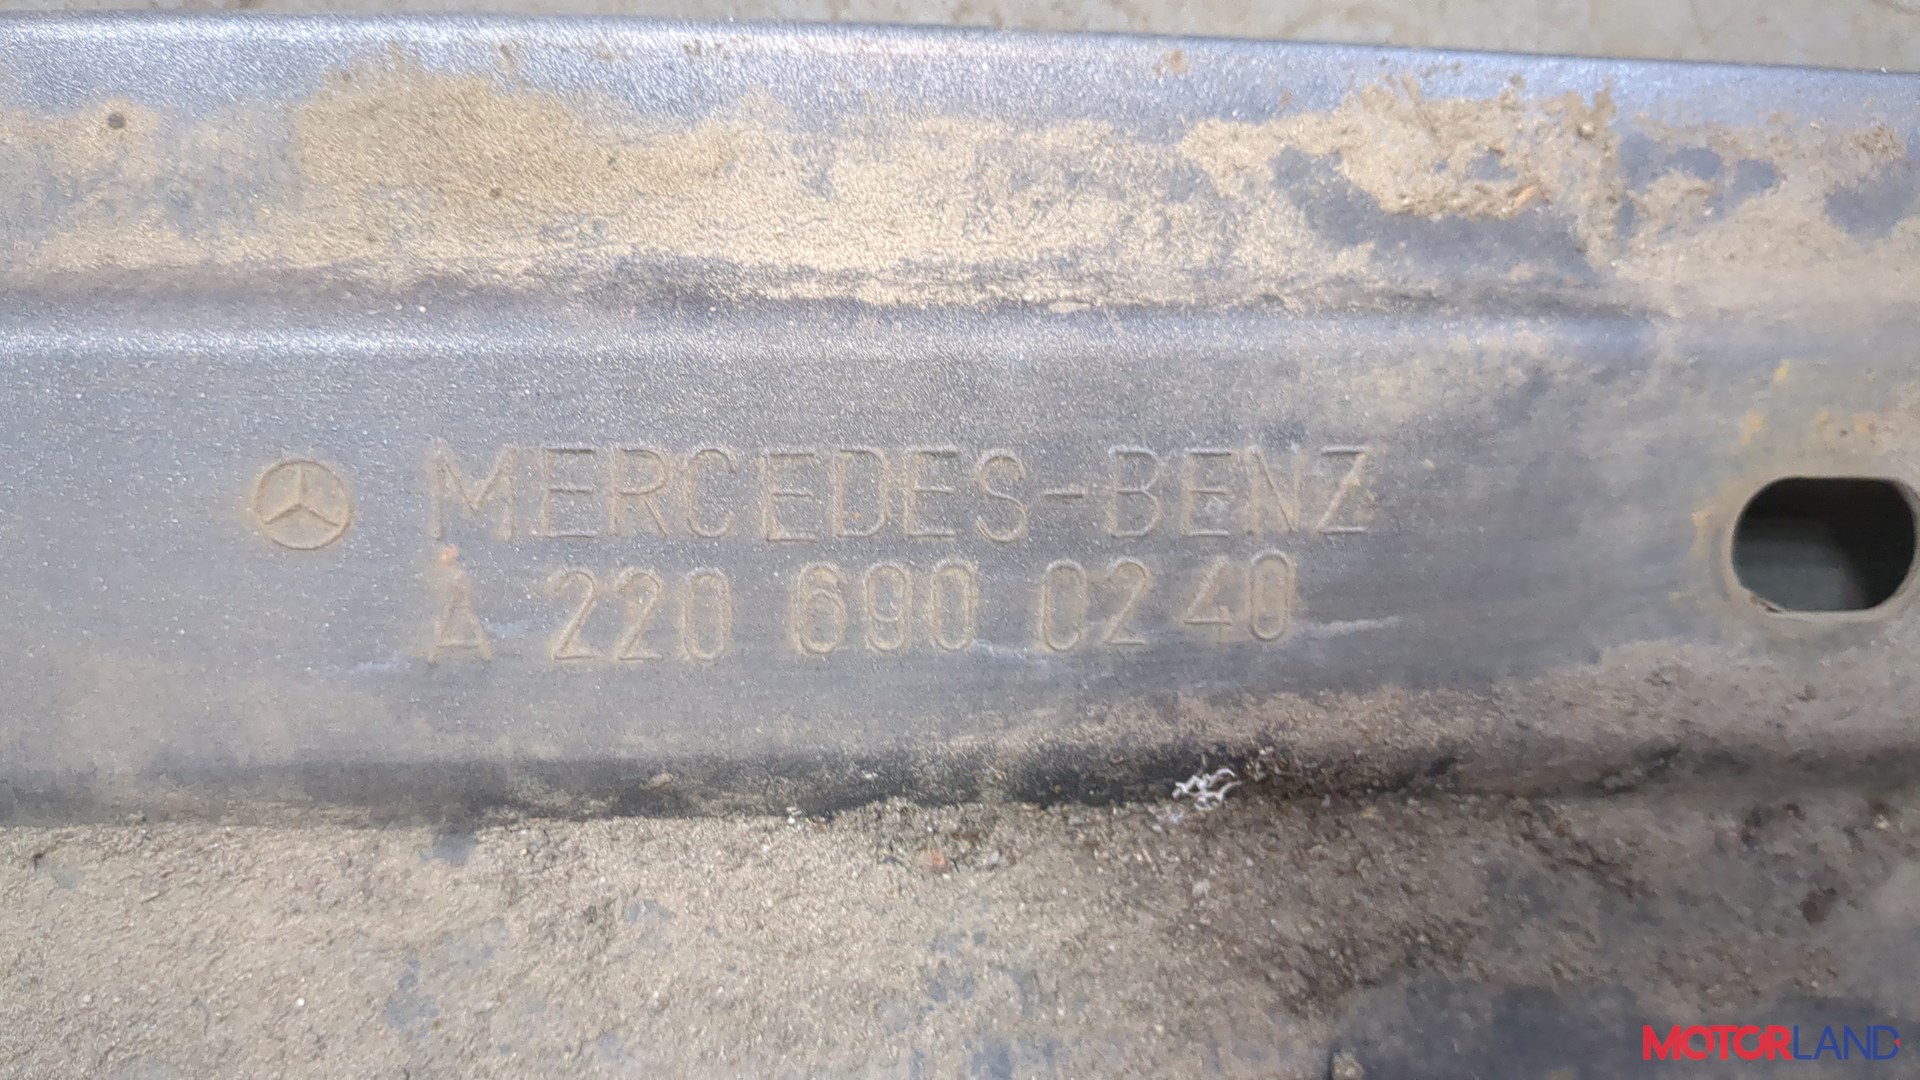 MERCEDES-BENZ
A 220 690 02 40
MOTORLAND